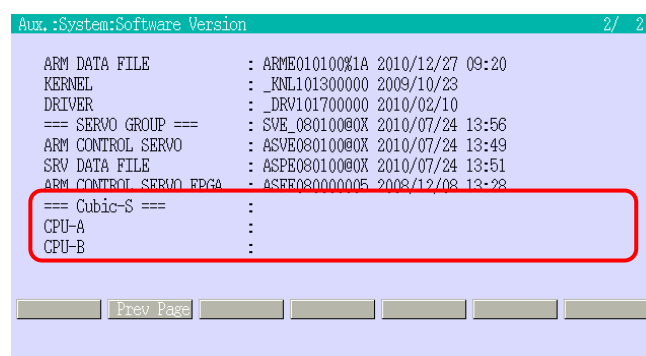 Aux.:System:Software Version 2/ 2
ARM DATA FILE : ARME010100%1A 2010/12/27 09:20
KERNEL : _KNL101300000 2009/10/23
DRIVER : _DRV101700000 2010/02/10
=== SERVO GROUP === : SVE_080100@0X 2010/07/24 13:56
ARM CONTROL SERVO : ASVE080100@0X 2010/07/24 13:49
SRV DATA FILE : ASPE080100@0X 2010/07/24 13:51
ARM CONTROL SERVO FPGA : ASFE080000005 2008/12/08 13:28
=== Cubic-S === :
CPU-A :
CPU-B :
Prev Page